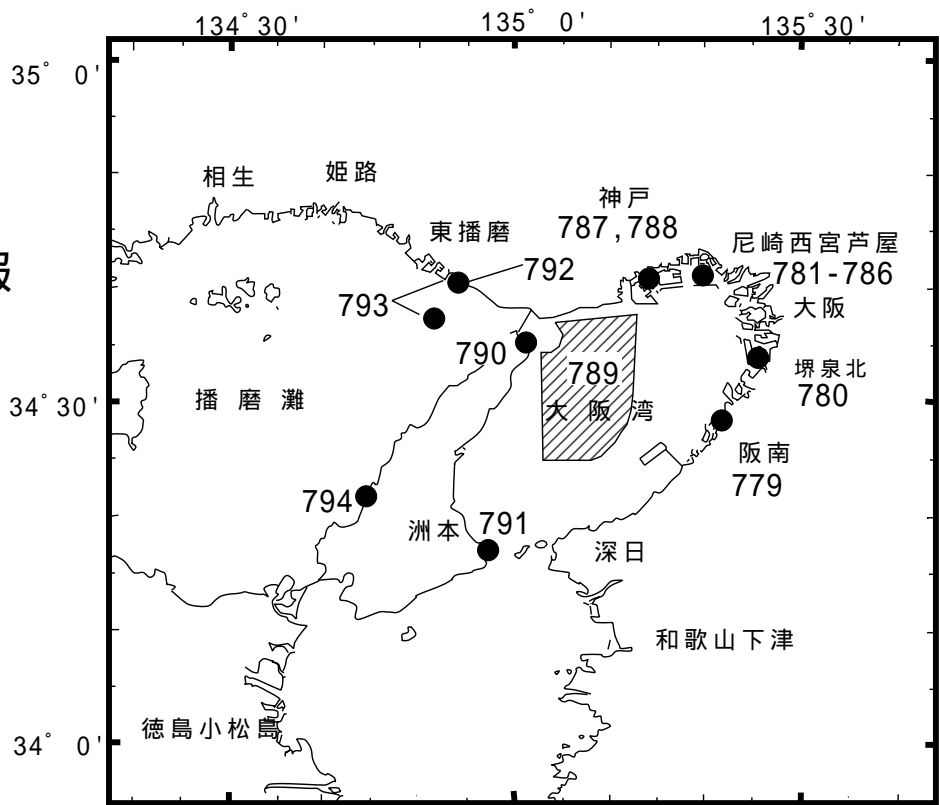 134° 30'
135° 0'
135° 30'
35° 0'
相生
姫路
神戸
787,788
東播磨
尼崎西宮芦屋
781-786
報
792
793
大阪
790
789
堺泉北
780
34° 30'
播磨灘
大阪湾
阪南
779
794
洲本
791
深日
和歌山下津
徳島小松島
34° 0'